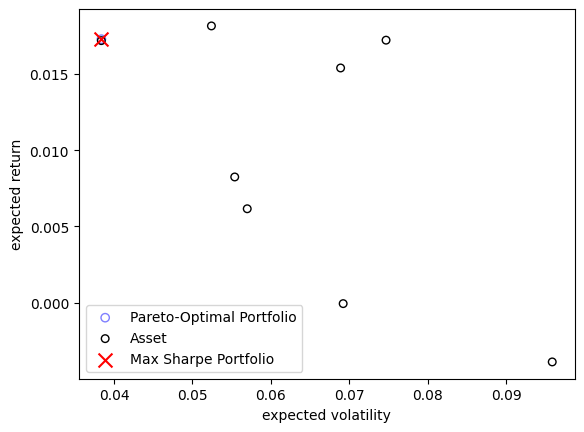 expected return
0.015
0.010
0.005
0.000
Pareto-Optimal Portfolio
Asset
Max Sharpe Portfolio
0.04
0.05
0.06
0.07
0.08
0.09
expected volatility